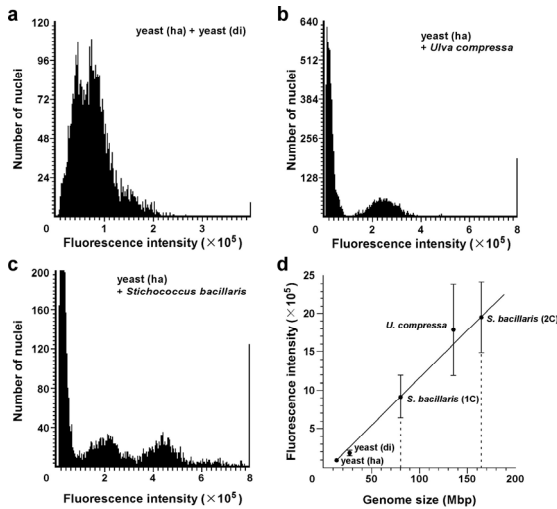 a
yeast (ha) + yeast (di)
Number of nuclei
120
96
72
48
24
0
1
2
3
Fluorescence intensity (×10⁵)
b
yeast (ha)
+ Ulva compressa
Number of nuclei
640
512
384
256
128
0
2
4
6
8
Fluorescence intensity (×10⁵)
c
yeast (ha)
+ Stichococcus bacillaris
Number of nuclei
200
160
120
80
40
0
2
4
6
8
Fluorescence intensity (×10⁵)
d
Fluorescence intensity (×10⁵)
25
20
15
10
5
0
0
50
100
150
200
U. compressa
S. bacillaris (2C)
S. bacillaris (1C)
yeast (di)
yeast (ha)
Genome size (Mbp)